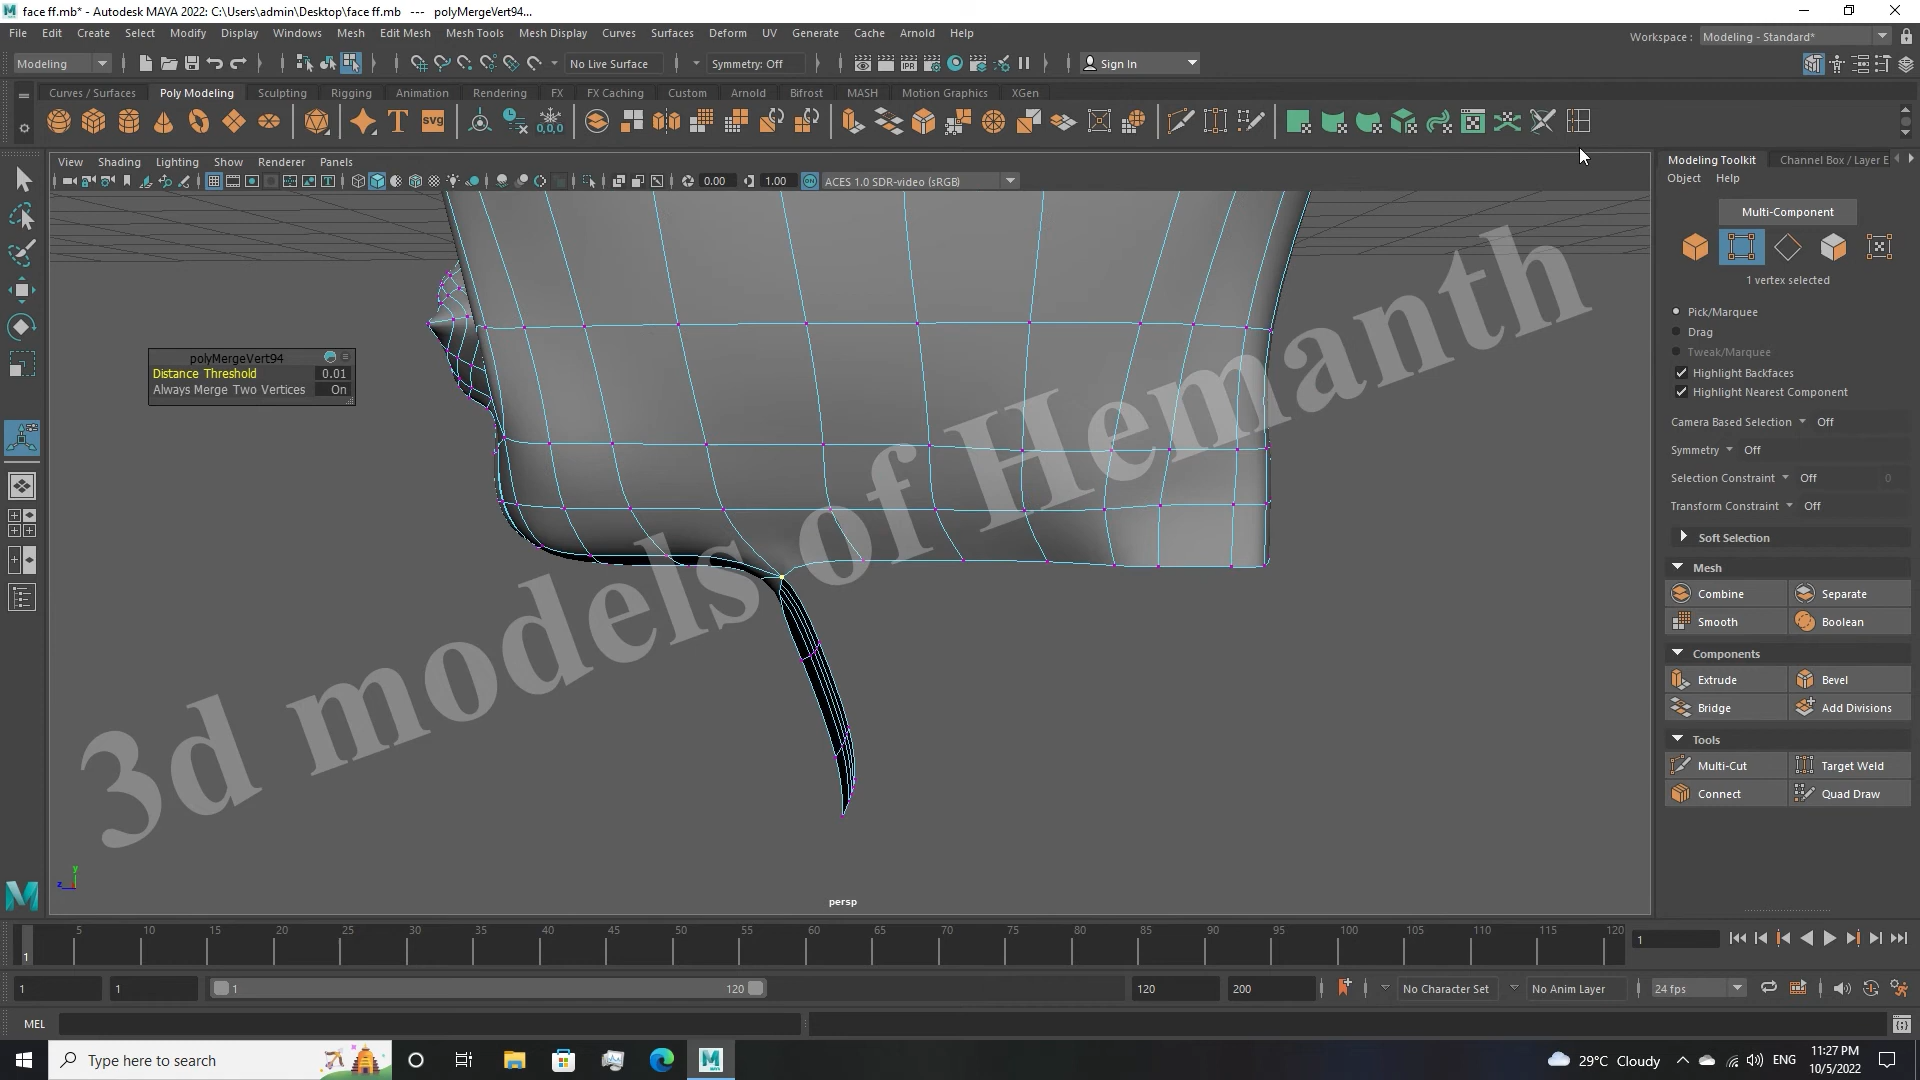 face ff.mb* - Autodesk MAYA 2022: C:\Users\admin\Desktop\face ff.mb   ---   polyMergeVert94...
File Edit Create Select Modify Display Windows Mesh Edit Mesh Mesh Tools Mesh Display Curves Surfaces Deform UV Generate Cache Arnold Help
Workspace : Modeling - Standard*
Modeling No Live Surface Symmetry: Off IPR Sign In
Curves / Surfaces Poly Modeling Sculpting Rigging Animation Rendering FX FX Caching Custom Arnold Bifrost MASH Motion Graphics XGen
T svg 0,0,0
View Shading Lighting Show Renderer Panels
0.00 1.00 ON ACES 1.0 SDR-video (sRGB)
Modeling Toolkit Channel Box / Layer E
Object Help
Multi-Component
1 vertex selected
Pick/Marquee
Drag
Tweak/Marquee
Highlight Backfaces
Highlight Nearest Component
Camera Based Selection Off
Symmetry Off
Selection Constraint Off 0
Transform Constraint Off
Soft Selection
Mesh
Combine Separate
Smooth Boolean
Components
Extrude Bevel
Bridge Add Divisions
Tools
Multi-Cut Target Weld
Connect Quad Draw
polyMergeVert94
Distance Threshold 0.01
Always Merge Two Vertices On
3d models of Hemanth
y
z
persp
5 10 15 20 25 30 35 40 45 50 55 60 65 70 75 80 85 90 95 100 105 110 115 120
1
1
1 1 1 120 120 200 No Character Set No Anim Layer 24 fps
MEL
Type here to search
29°C Cloudy ENG 11:27 PM
10/5/2022